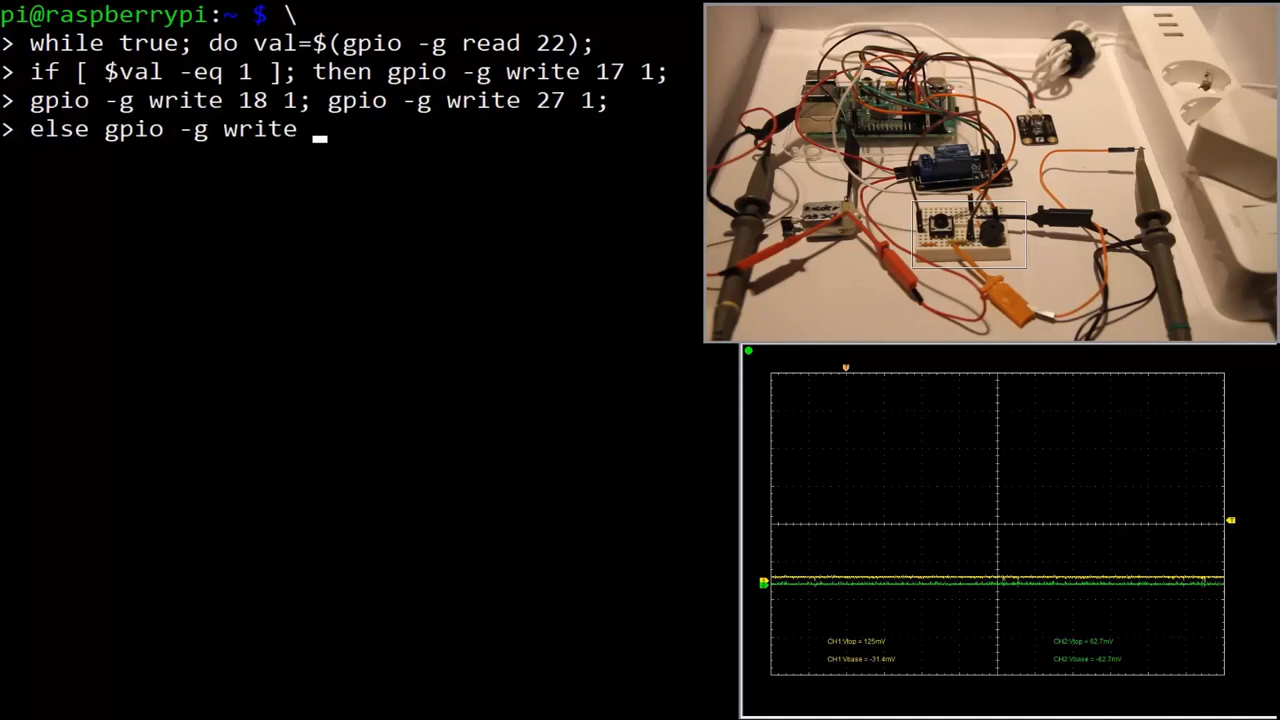 pi@raspberrypi:~ $ \
> while true; do val=$(gpio -g read 22);
> if [ $val -eq 1 ]; then gpio -g write 17 1;
> gpio -g write 18 1; gpio -g write 27 1;
> else gpio -g write
CH1:Vtop = 125mV
CH1:Vbase = -31.4mV
CH2:Vtop = 62.7mV
CH2:Vbase = -62.7mV